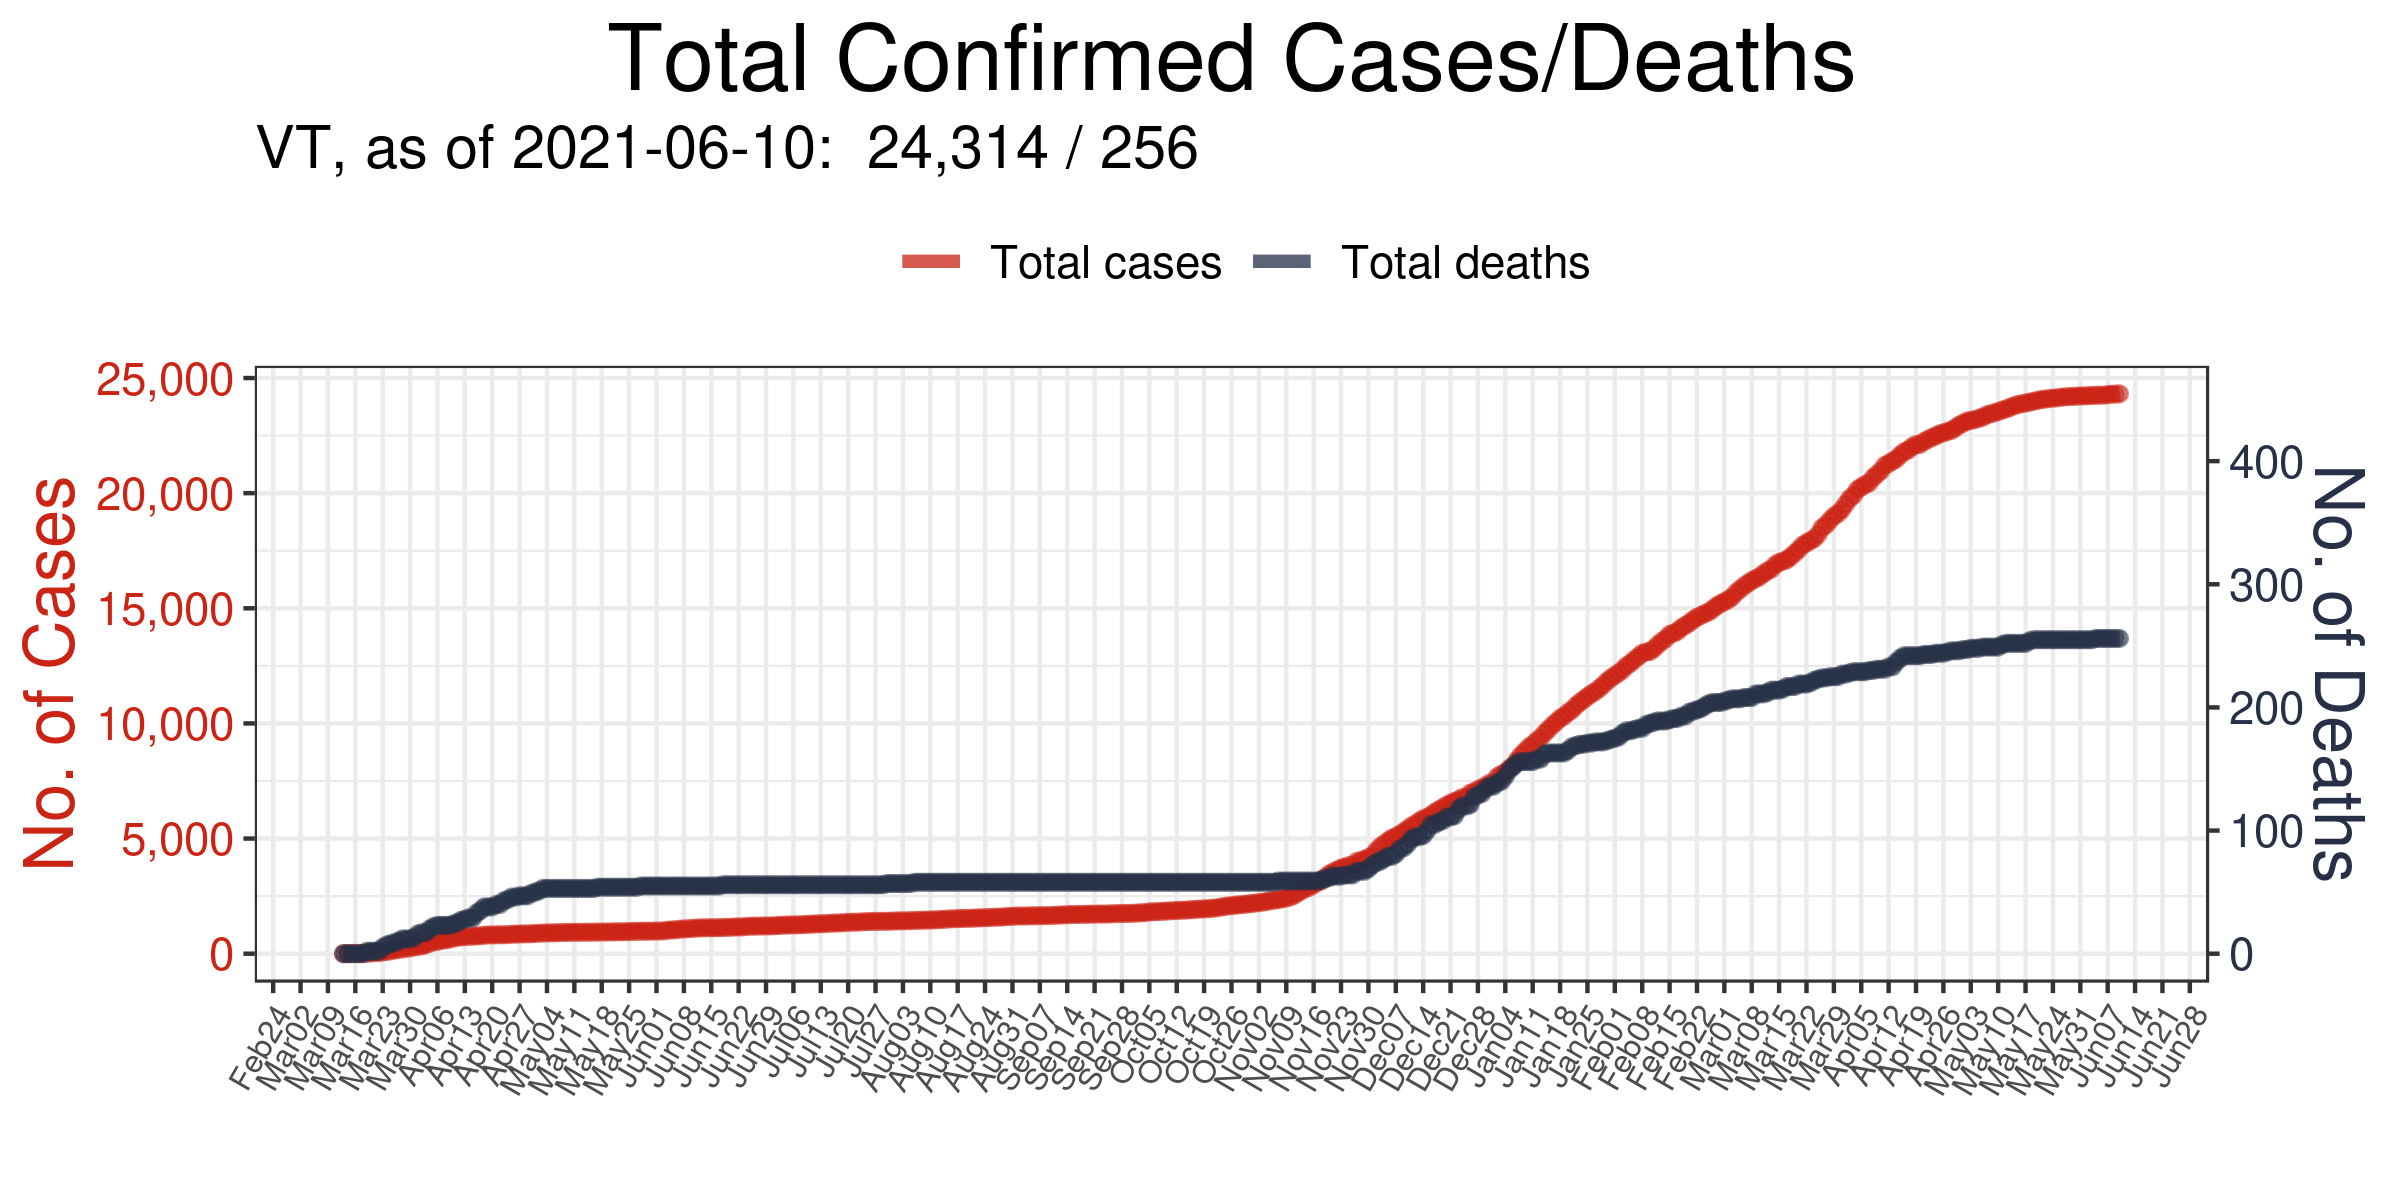 Total Confirmed Cases/Deaths
VT, as of 2021-06-10:  24,314 / 256
Total cases
Total deaths
No. of Cases
25,000
20,000
15,000
10,000
5,000
0
400
300
200
100
0
No. of Deaths
Feb24
Mar02
Mar09
Mar16
Mar23
Mar30
Apr06
Apr13
Apr20
Apr27
May04
May11
May18
May25
Jun01
Jun08
Jun15
Jun22
Jun29
Jul06
Jul13
Jul20
Jul27
Aug03
Aug10
Aug17
Aug24
Aug31
Sep07
Sep14
Sep21
Sep28
Oct05
Oct12
Oct19
Oct26
Nov02
Nov09
Nov16
Nov23
Nov30
Dec07
Dec14
Dec21
Dec28
Jan04
Jan11
Jan18
Jan25
Feb01
Feb08
Feb15
Feb22
Mar01
Mar08
Mar15
Mar22
Mar29
Apr05
Apr12
Apr19
Apr26
May03
May10
May17
May24
May31
Jun07
Jun14
Jun21
Jun28